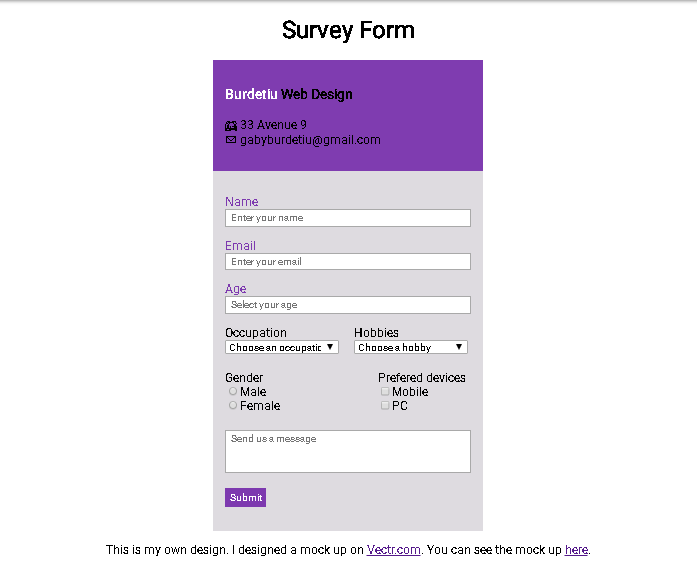 Survey Form
Burdetiu Web Design
33 Avenue 9
gabyburdetiu@gmail.com
Name
Enter your name
Email
Enter your email
Age
Select your age
Occupation Hobbies
Choose an occupatic Choose a hobby
Gender Prefered devices
Male Mobile
Female PC
Send us a message
Submit
This is my own design. I designed a mock up on Vectr.com. You can see the mock up here.